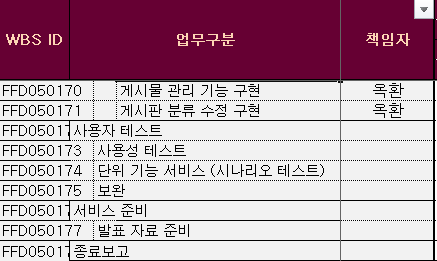 WBS ID 업무구분 책임자
FFD050170 게시물 관리 기능 구현 옥환
FFD050171 게시판 분류 수정 구현 옥환
FFD05017 사용자 테스트
FFD050173 사용성 테스트
FFD050174 단위 기능 서비스 (시나리오 테스트)
FFD050175 보완
FFD05017 서비스 준비
FFD050177 발표 자료 준비
FFD05017 종료보고